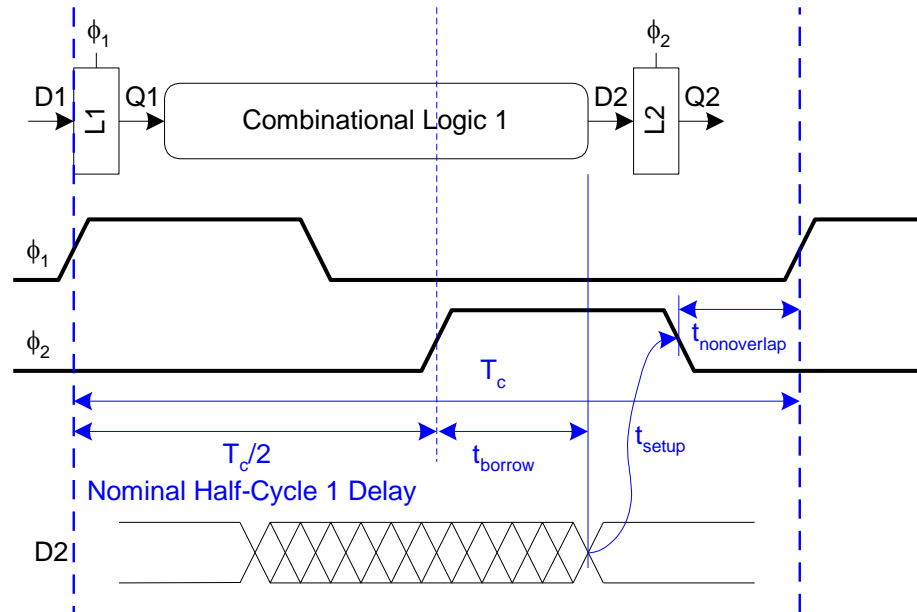 ϕ1 ϕ2
D1 L1 Q1 Combinational Logic 1 D2 L2 Q2
ϕ1
ϕ2
tnonoverlap
Tc
Tc/2 tborrow tsetup
Nominal Half-Cycle 1 Delay
D2